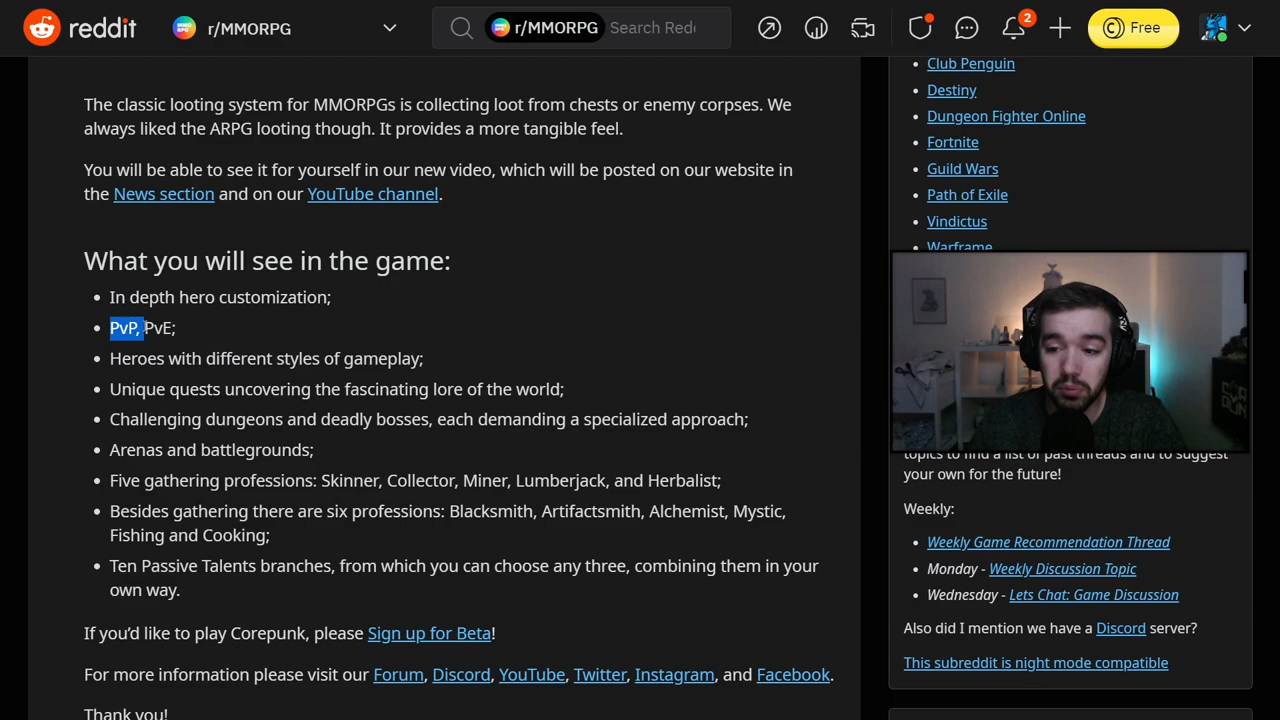 reddit
r/MMORPG
r/MMORPG
Search Redd
2
Free
The classic looting system for MMORPGs is collecting loot from chests or enemy corpses. We
always liked the ARPG looting though. It provides a more tangible feel.
You will be able to see it for yourself in our new video, which will be posted on our website in
the News section and on our YouTube channel.
What you will see in the game:
• In depth hero customization;
• PvP, PvE;
• Heroes with different styles of gameplay;
• Unique quests uncovering the fascinating lore of the world;
• Challenging dungeons and deadly bosses, each demanding a specialized approach;
• Arenas and battlegrounds;
• Five gathering professions: Skinner, Collector, Miner, Lumberjack, and Herbalist;
• Besides gathering there are six professions: Blacksmith, Artifactsmith, Alchemist, Mystic,
Fishing and Cooking;
• Ten Passive Talents branches, from which you can choose any three, combining them in your
own way.
If you’d like to play Corepunk, please Sign up for Beta!
For more information please visit our Forum, Discord, YouTube, Twitter, Instagram, and Facebook.
Thank you!
• Club Penguin
• Destiny
• Dungeon Fighter Online
• Fortnite
• Guild Wars
• Path of Exile
• Vindictus
• Warframe
topics to find a list of past threads and to suggest
your own for the future!
Weekly:
• Weekly Game Recommendation Thread
• Monday - Weekly Discussion Topic
• Wednesday - Lets Chat: Game Discussion
Also did I mention we have a Discord server?
This subreddit is night mode compatible